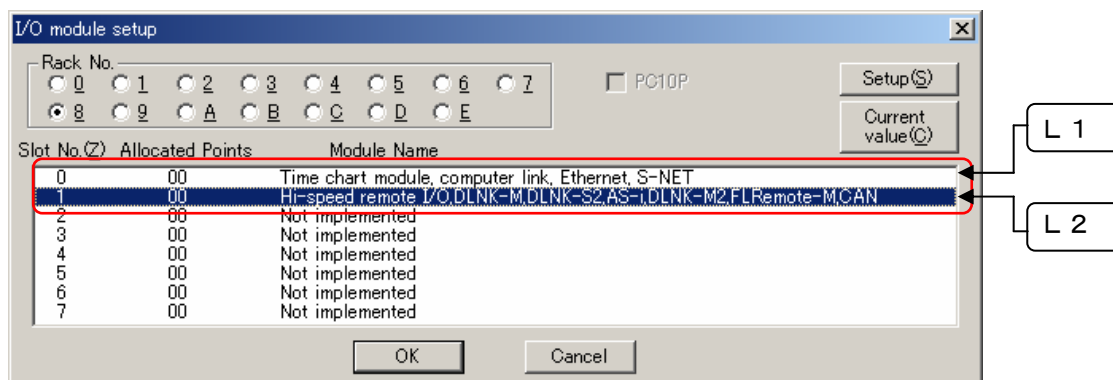 I/O module setup
Rack No.
0 1 2 3 4 5 6 7
PC10P
Setup(S)
8 9 A B C D E
Current value(C)
L 1
Slot No.(Z) Allocated Points Module Name
0 00 Time chart module, computer link, Ethernet, S-NET
1 00 Hi-speed remote I/O,DLNK-M,DLNK-S2,AS-i,DLNK-M2,FLRemote-M,CAN
2 00 Not implemented
L 2
3 00 Not implemented
4 00 Not implemented
5 00 Not implemented
6 00 Not implemented
7 00 Not implemented
OK Cancel